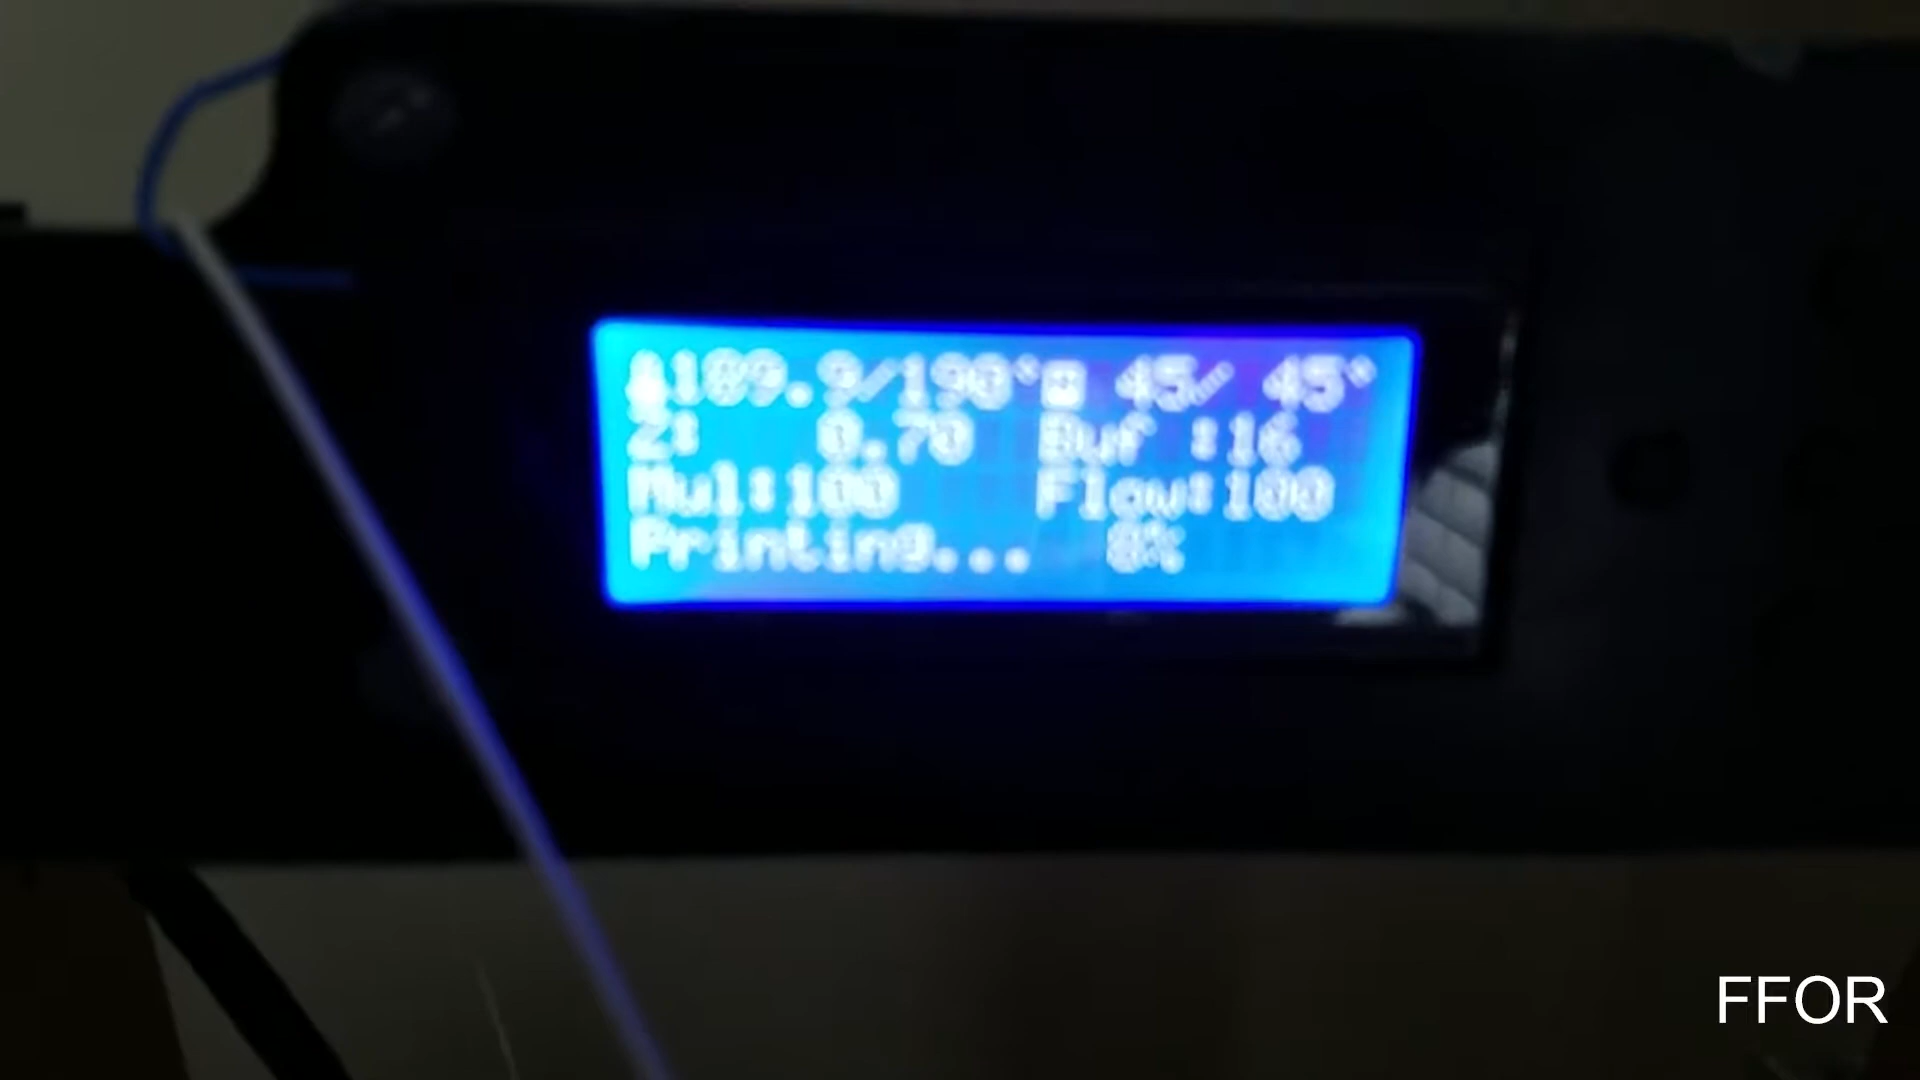 189.9/190° 45/ 45°
Z: 0.70 Buf :16
Mul:100 Flow:100
Printing... 8%
FFOR